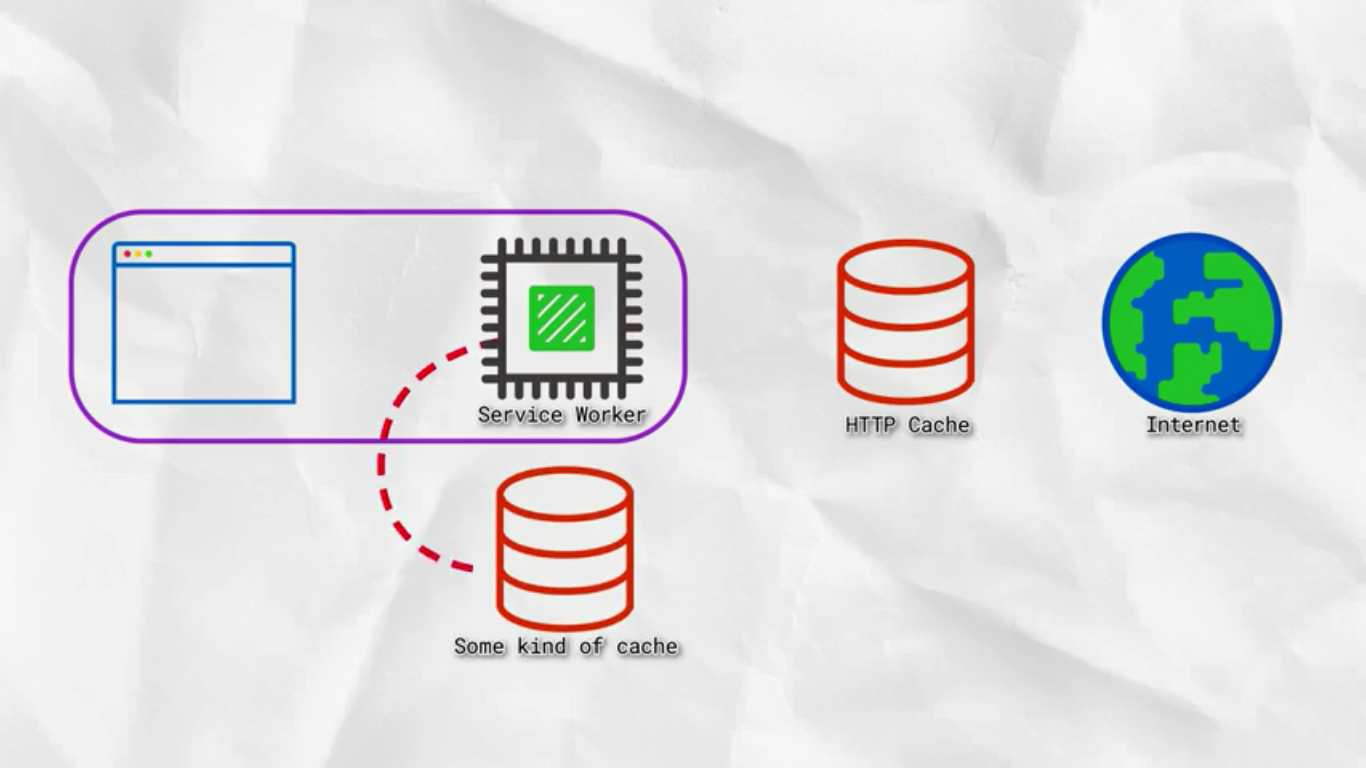 Service Worker
HTTP Cache
Internet
Some kind of cache